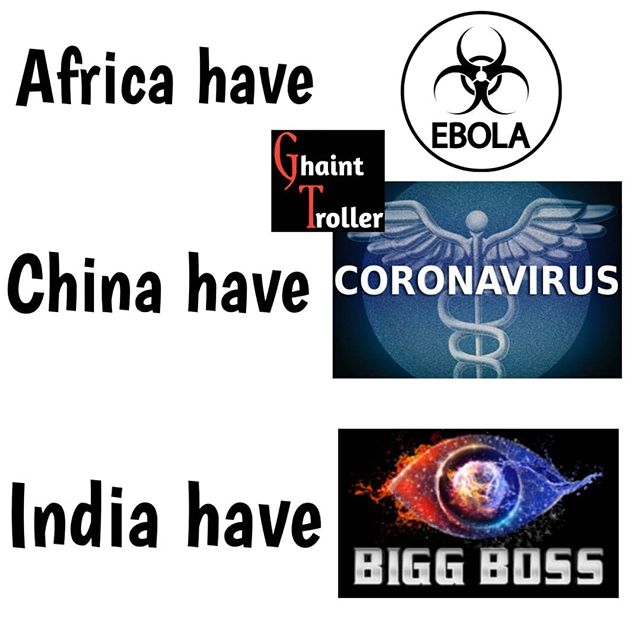 Africa have
EBOLA
Ghaint
Troller
China have
CORONAVIRUS
India have
BIGG BOSS